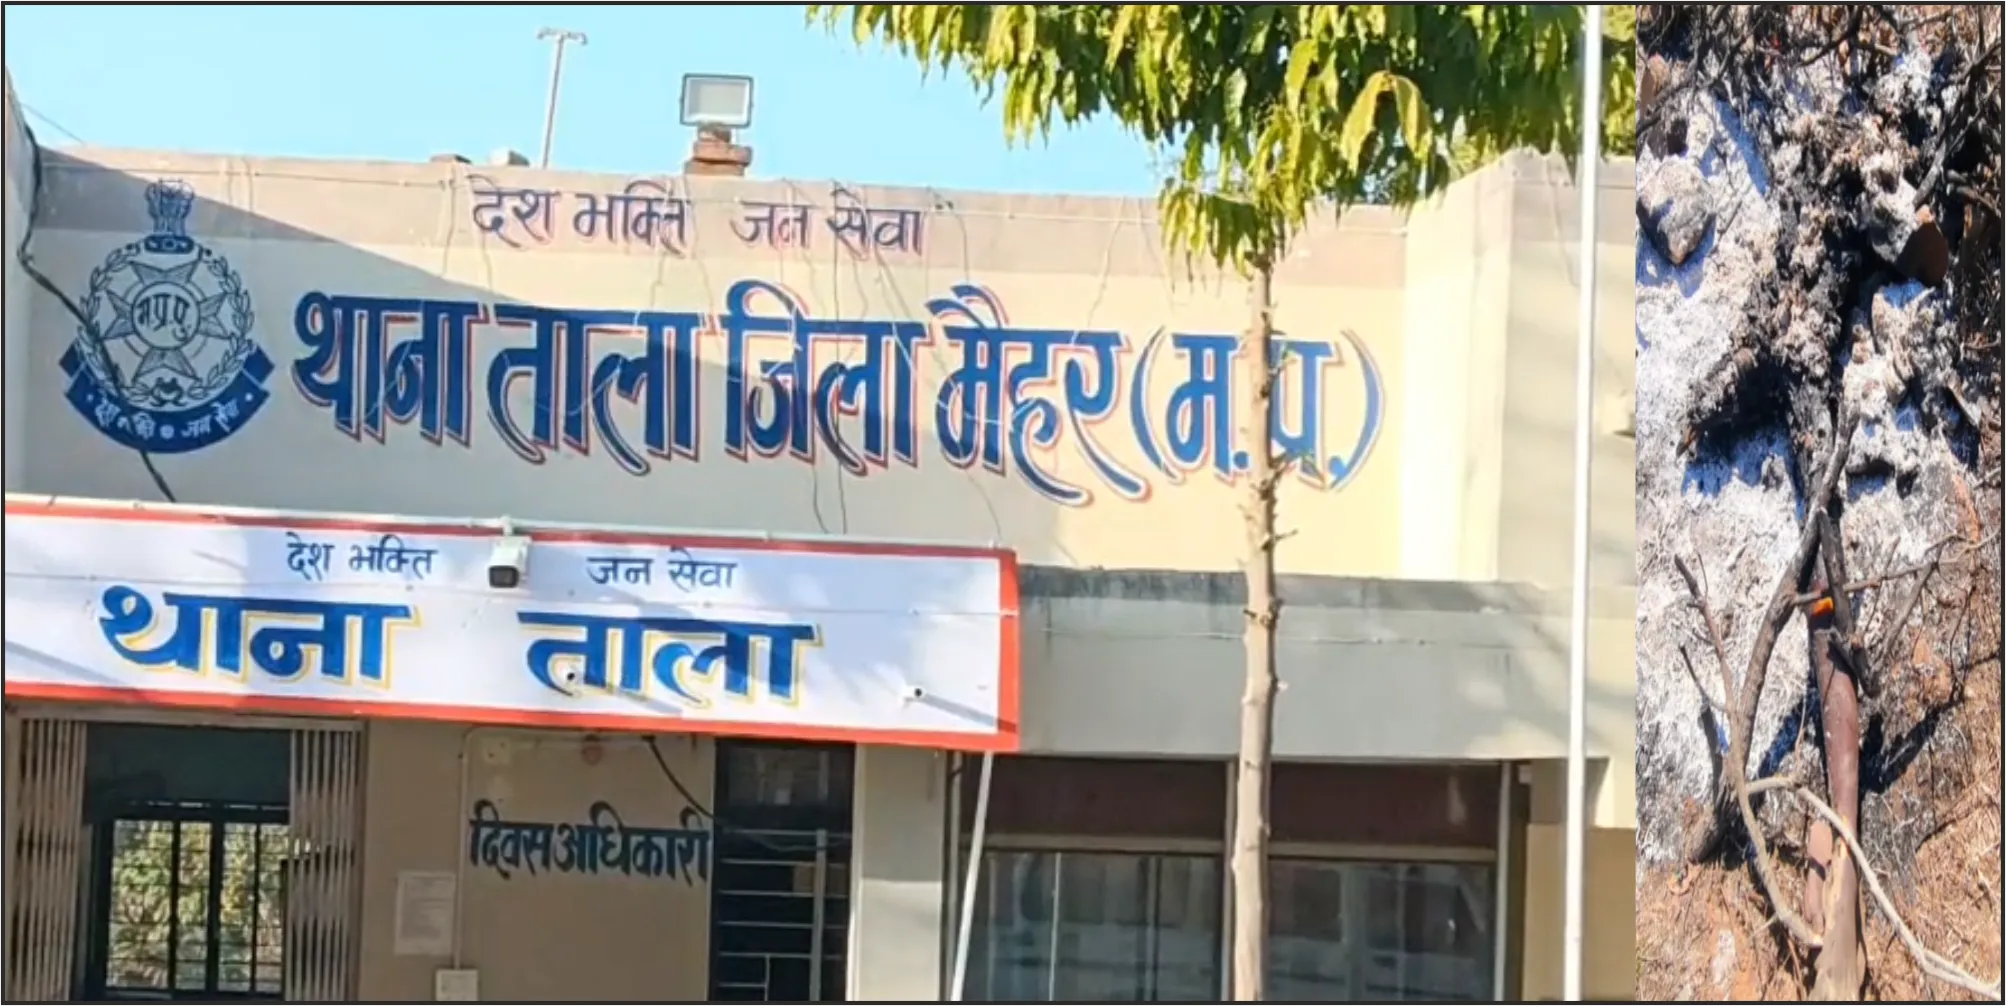 देश भक्ति जन सेवा
म.प्र.पु
थाना ताला जिला मैहर (म.प्र.)
देश भक्ति जन सेवा
थाना ताला
दिवस अधिकारी